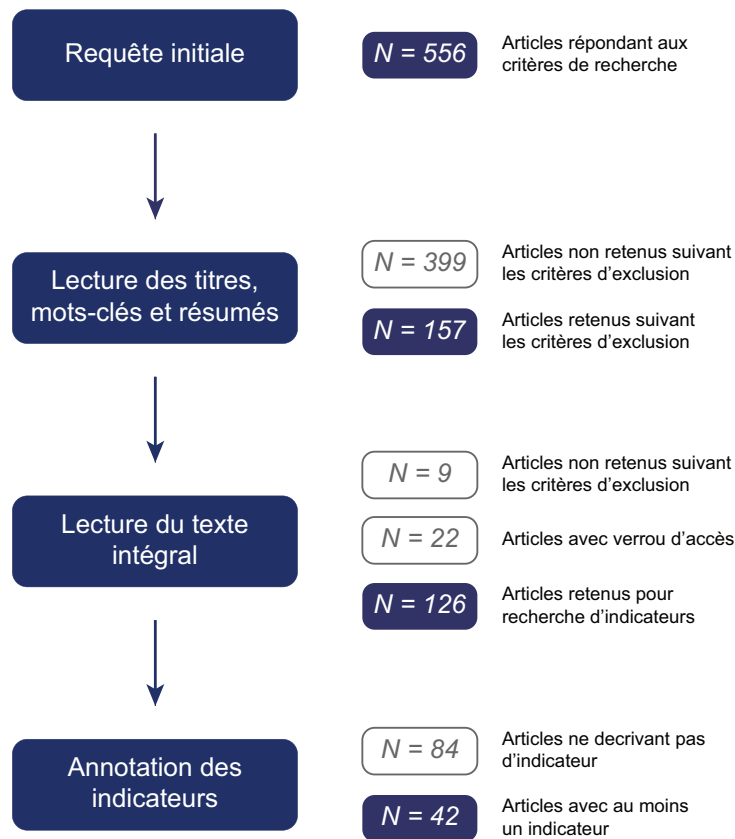 Requête initiale
N = 556
Articles répondant aux
critères de recherche
Lecture des titres,
mots-clés et résumés
N = 399
Articles non retenus suivant
les critères d'exclusion
N = 157
Articles retenus suivant
les critères d'exclusion
Lecture du texte
intégral
N = 9
Articles non retenus suivant
les critères d'exclusion
N = 22
Articles avec verrou d'accès
N = 126
Articles retenus pour
recherche d'indicateurs
Annotation des
indicateurs
N = 84
Articles ne decrivant pas
d'indicateur
N = 42
Articles avec au moins
un indicateur